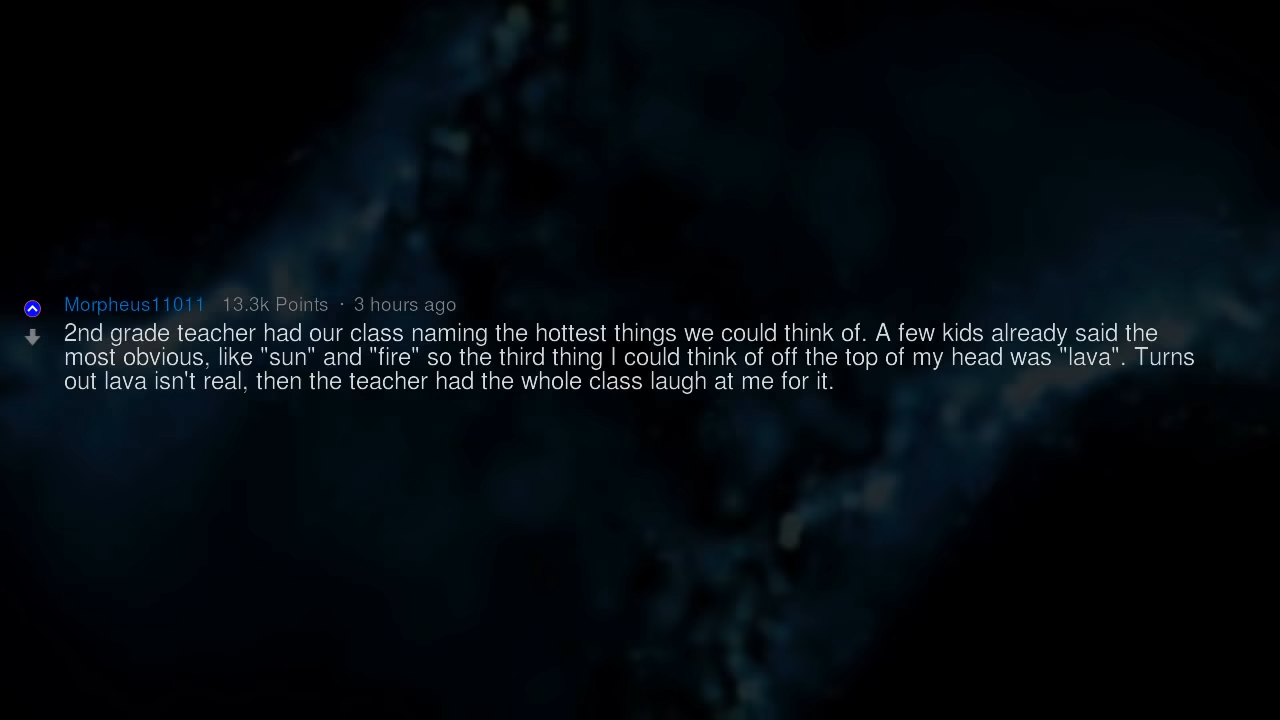 Morpheus11011 13.3k Points · 3 hours ago
2nd grade teacher had our class naming the hottest things we could think of. A few kids already said the
most obvious, like "sun" and "fire" so the third thing I could think of off the top of my head was "lava". Turns
out lava isn't real, then the teacher had the whole class laugh at me for it.